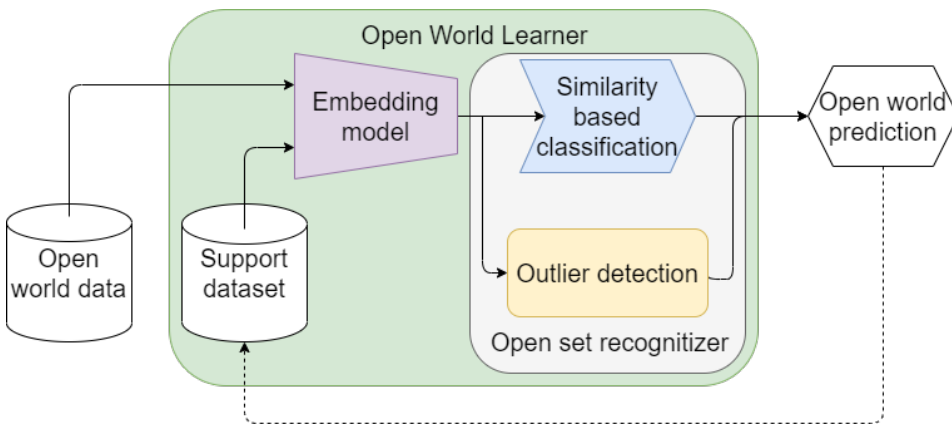 Open World Learner
Embedding
model
Similarity
based
classification
Open world
prediction
Open
world data
Support
dataset
Outlier detection
Open set recognitizer